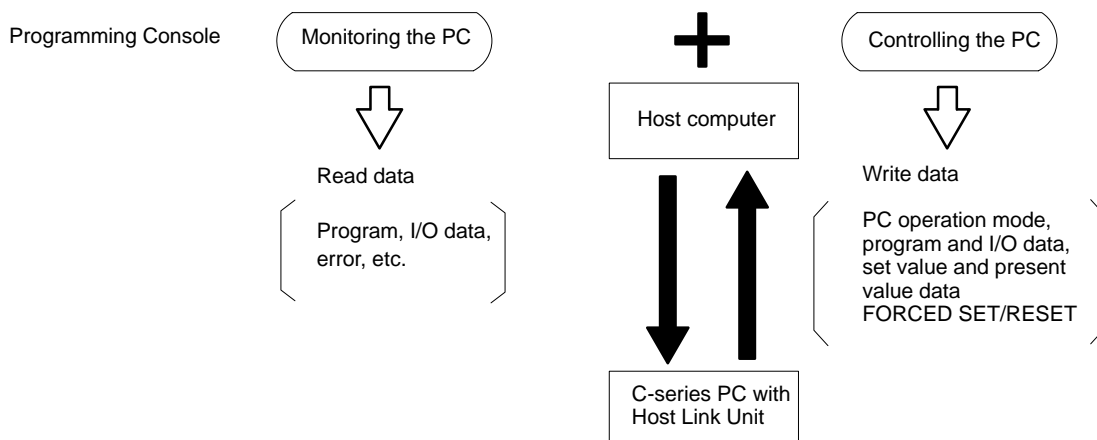 Programming Console
Monitoring the PC
Read data
Program, I/O data,
error, etc.
Host computer
C-series PC with
Host Link Unit
Controlling the PC
Write data
PC operation mode,
program and I/O data,
set value and present
value data
FORCED SET/RESET